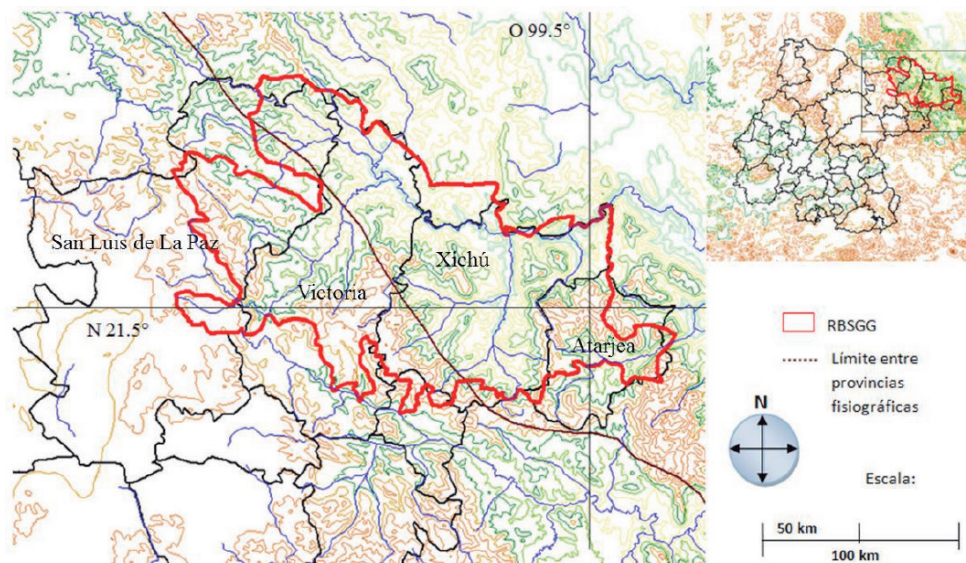 O 99.5°
San Luis de La Paz
Xichú
Victoria
N 21.5°
Atarjea
RBSGG
Límite entre
provincias
fisiográficas
N
Escala:
50 km
100 km